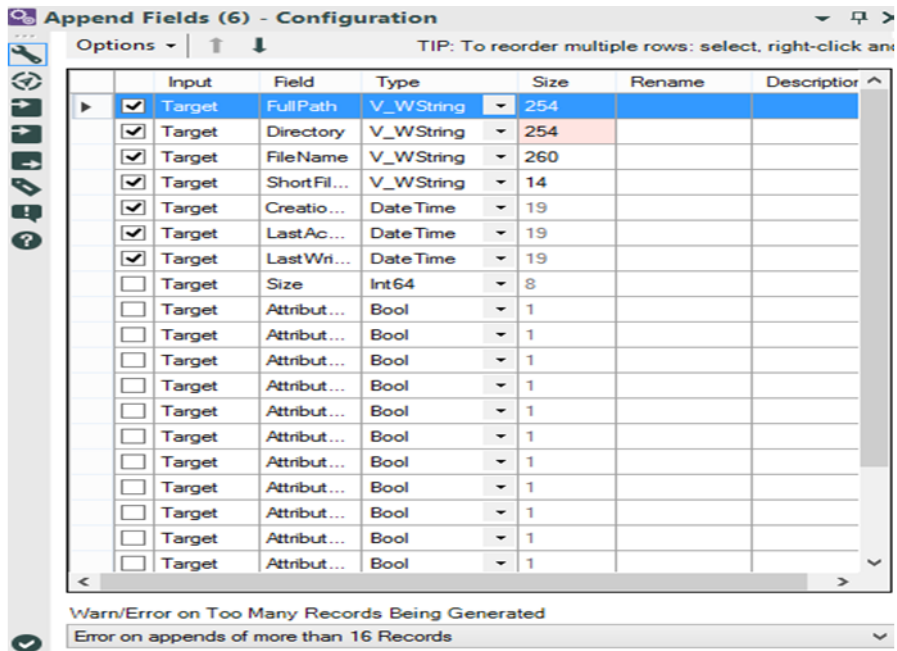 Append Fields (6) - Configuration
Options TIP: To reorder multiple rows: select, right-click an
Input Field Type Size Rename Description
Target FullPath V_WString 254
Target Directory V_WString 254
Target FileName V_WString 260
Target ShortFil... V_WString 14
Target Creatio... DateTime 19
Target LastAc... DateTime 19
Target LastWri... DateTime 19
Target Size Int64 8
Target Attribut... Bool 1
Target Attribut... Bool 1
Target Attribut... Bool 1
Target Attribut... Bool 1
Target Attribut... Bool 1
Target Attribut... Bool 1
Target Attribut... Bool 1
Target Attribut... Bool 1
Target Attribut... Bool 1
Target Attribut... Bool 1
Target Attribut... Bool 1
Warn/Error on Too Many Records Being Generated
Error on appends of more than 16 Records